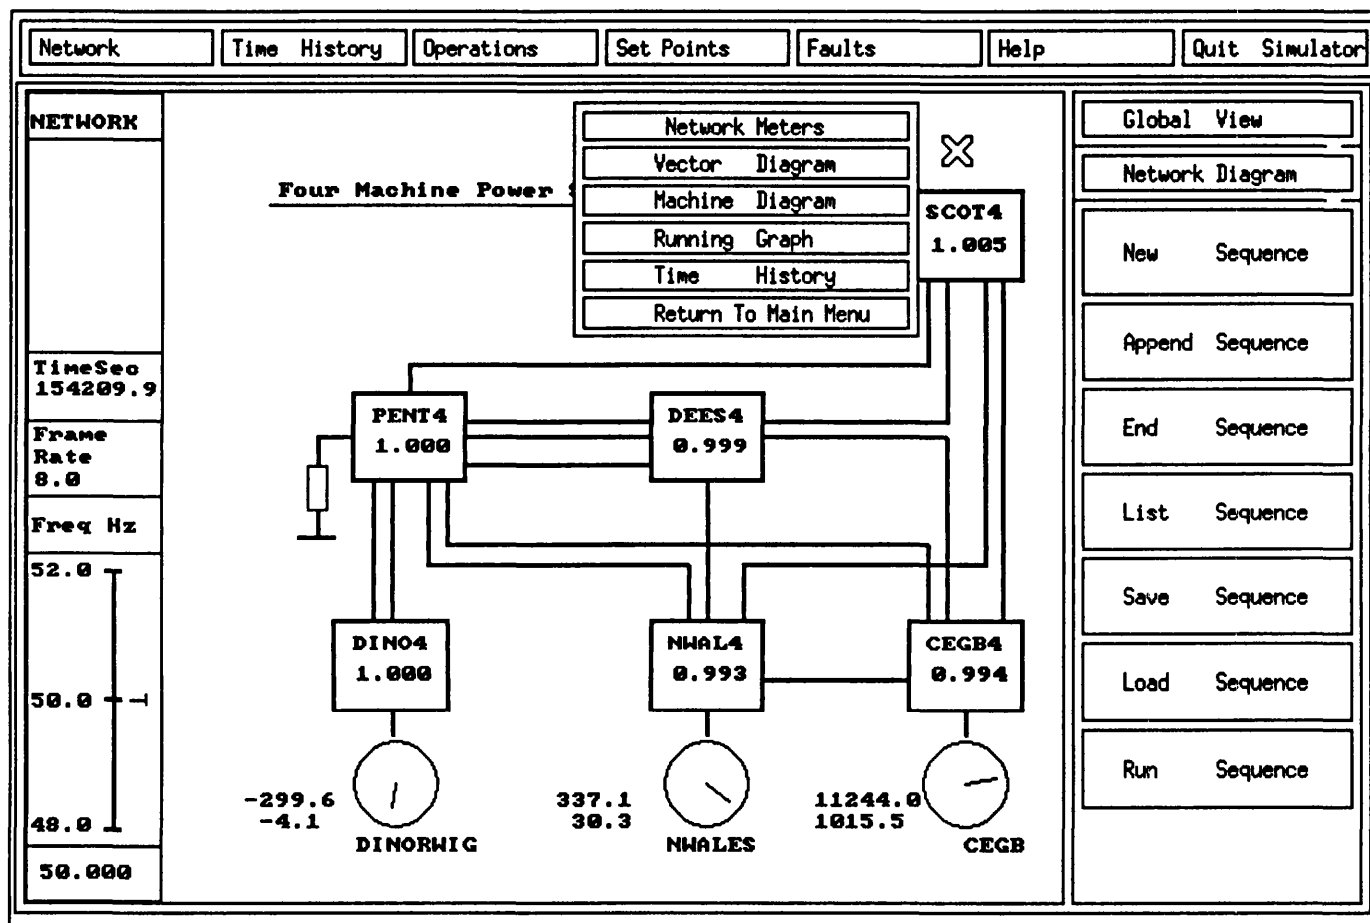 Network
Time History
Operations
Set Points
Faults
Help
Quit Simulator
NETWORK
TimeSec
154209.9
Frame
Rate
8.0
Freq Hz
52.0
50.0
48.0
50.000
Four Machine Power S
Network Meters
Vector Diagram
Machine Diagram
Running Graph
Time History
Return To Main Menu
SCOT4
1.005
PENT4
1.000
DEES4
0.999
DINO4
1.000
NWAL4
0.993
CEGB4
0.994
-299.6
-4.1
DINORWIG
337.1
30.3
NWALES
11244.0
1015.5
CEGB
Global View
Network Diagram
New Sequence
Append Sequence
End Sequence
List Sequence
Save Sequence
Load Sequence
Run Sequence